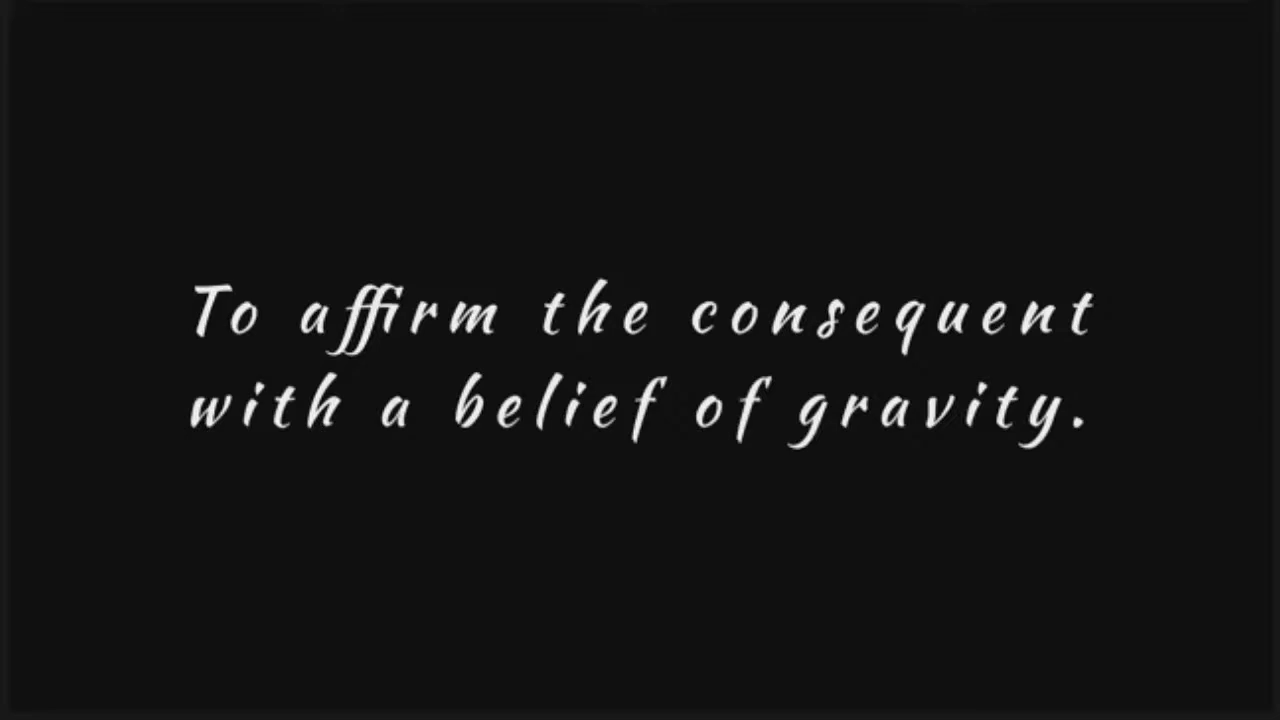 To affirm the consequent
with a belief of gravity.